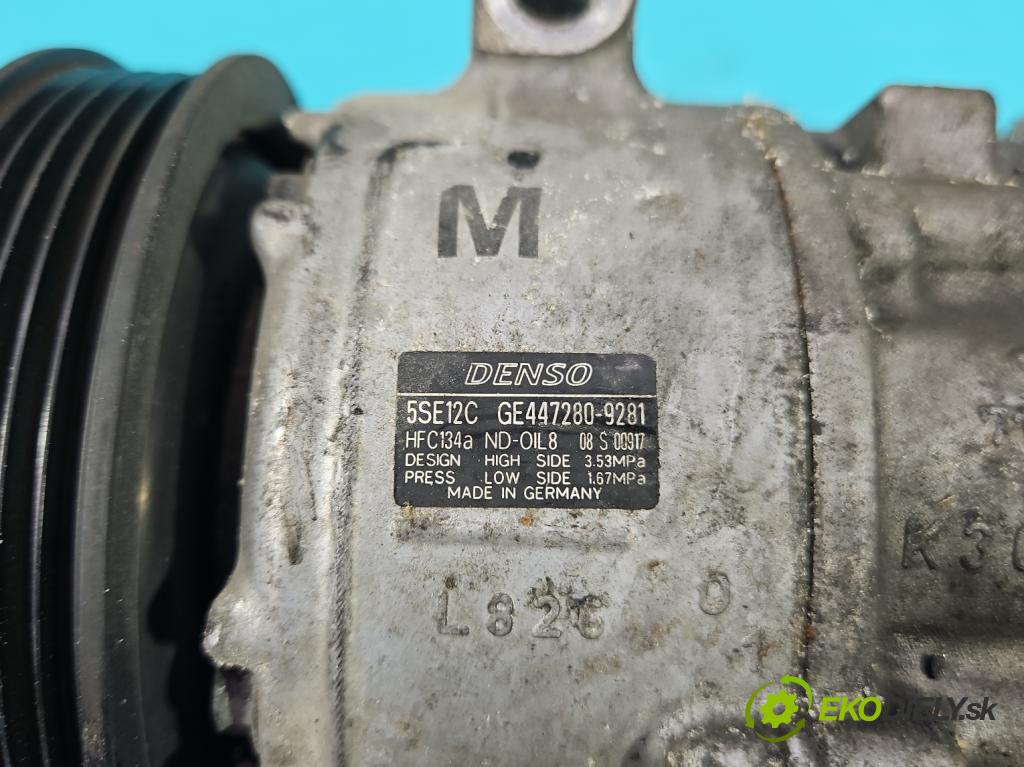 M
DENSO
5SE12C GE447280-9281
HFC134a ND-OIL8 08 S 00917
DESIGN HIGH SIDE 3.53MPa
PRESS LOW SIDE 1.67MPa
MADE IN GERMANY
L826 0
EKODIELY.sk